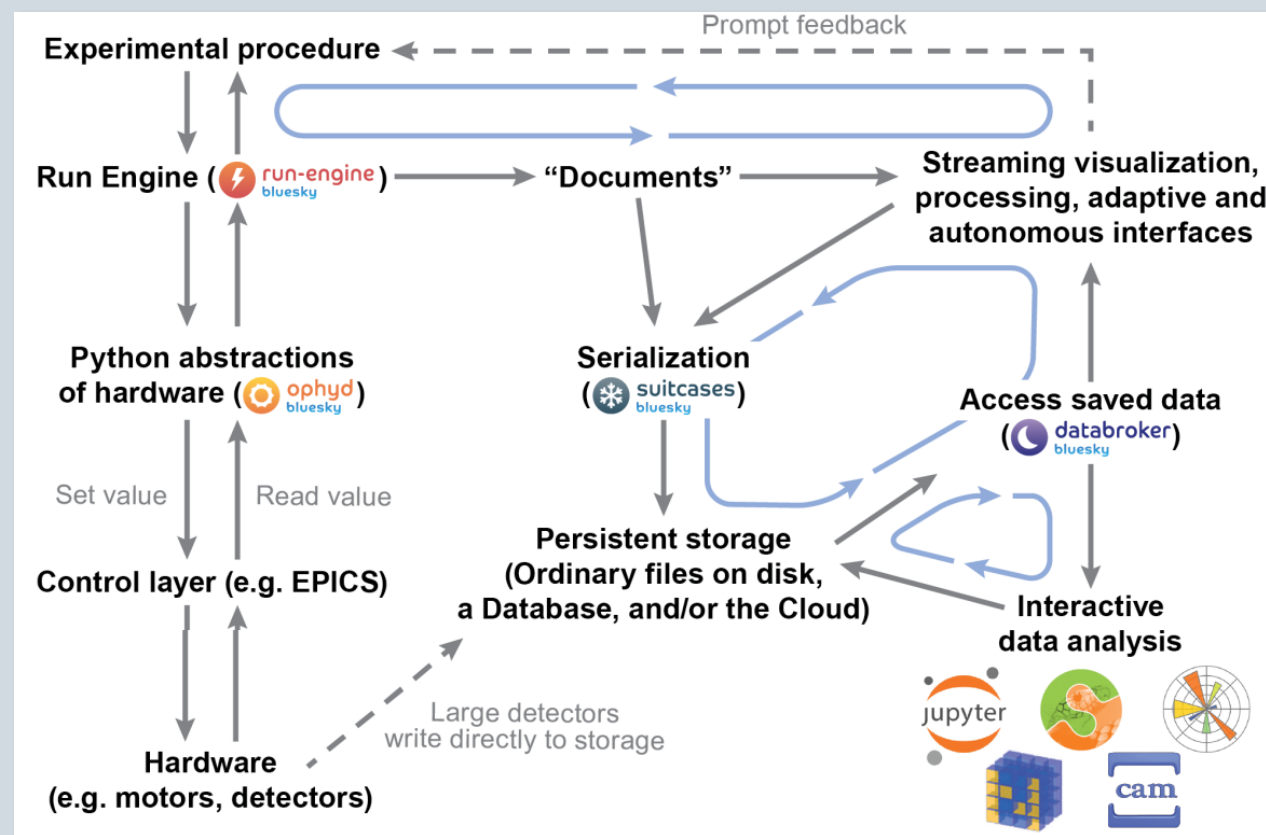 Prompt feedback
Experimental procedure
Run Engine ( run-engine )
bluesky
“Documents”
Streaming visualization,
processing, adaptive and
autonomous interfaces
Python abstractions
of hardware ( ophyd )
bluesky
Serialization
( suitcases )
bluesky
Access saved data
( databroker )
bluesky
Set value
Read value
Control layer (e.g. EPICS)
Persistent storage
(Ordinary files on disk,
a Database, and/or the Cloud)
Interactive
data analysis
Large detectors
write directly to storage
Hardware
(e.g. motors, detectors)
jupyter
cam